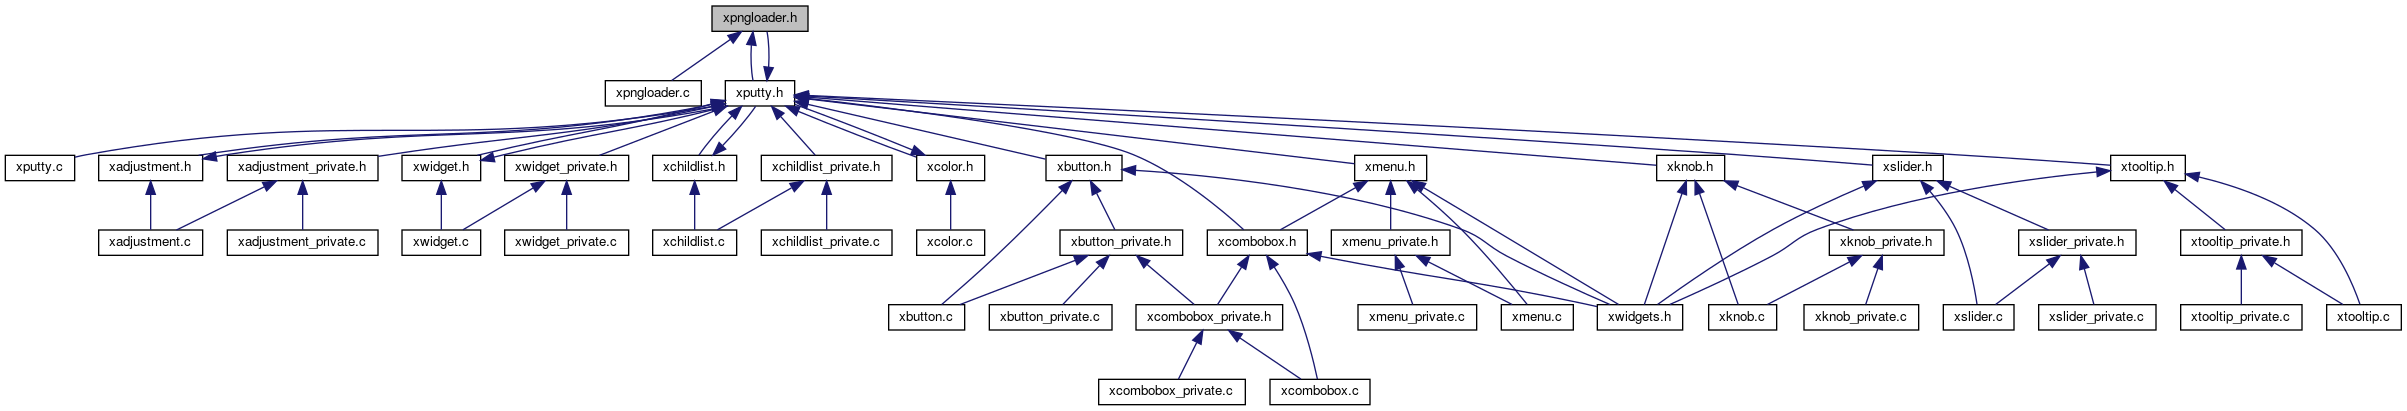 xpngloader.h
xpngloader.c
xputty.h
xputty.c
xadjustment.h
xadjustment_private.h
xwidget.h
xwidget_private.h
xchildlist.h
xchildlist_private.h
xcolor.h
xbutton.h
xmenu.h
xknob.h
xslider.h
xtooltip.h
xadjustment.c
xadjustment_private.c
xwidget.c
xwidget_private.c
xchildlist.c
xchildlist_private.c
xcolor.c
xbutton_private.h
xcombobox.h
xmenu_private.h
xknob_private.h
xslider_private.h
xtooltip_private.h
xbutton.c
xbutton_private.c
xcombobox_private.h
xmenu_private.c
xmenu.c
xwidgets.h
xknob.c
xknob_private.c
xslider.c
xslider_private.c
xtooltip_private.c
xtooltip.c
xcombobox_private.c
xcombobox.c